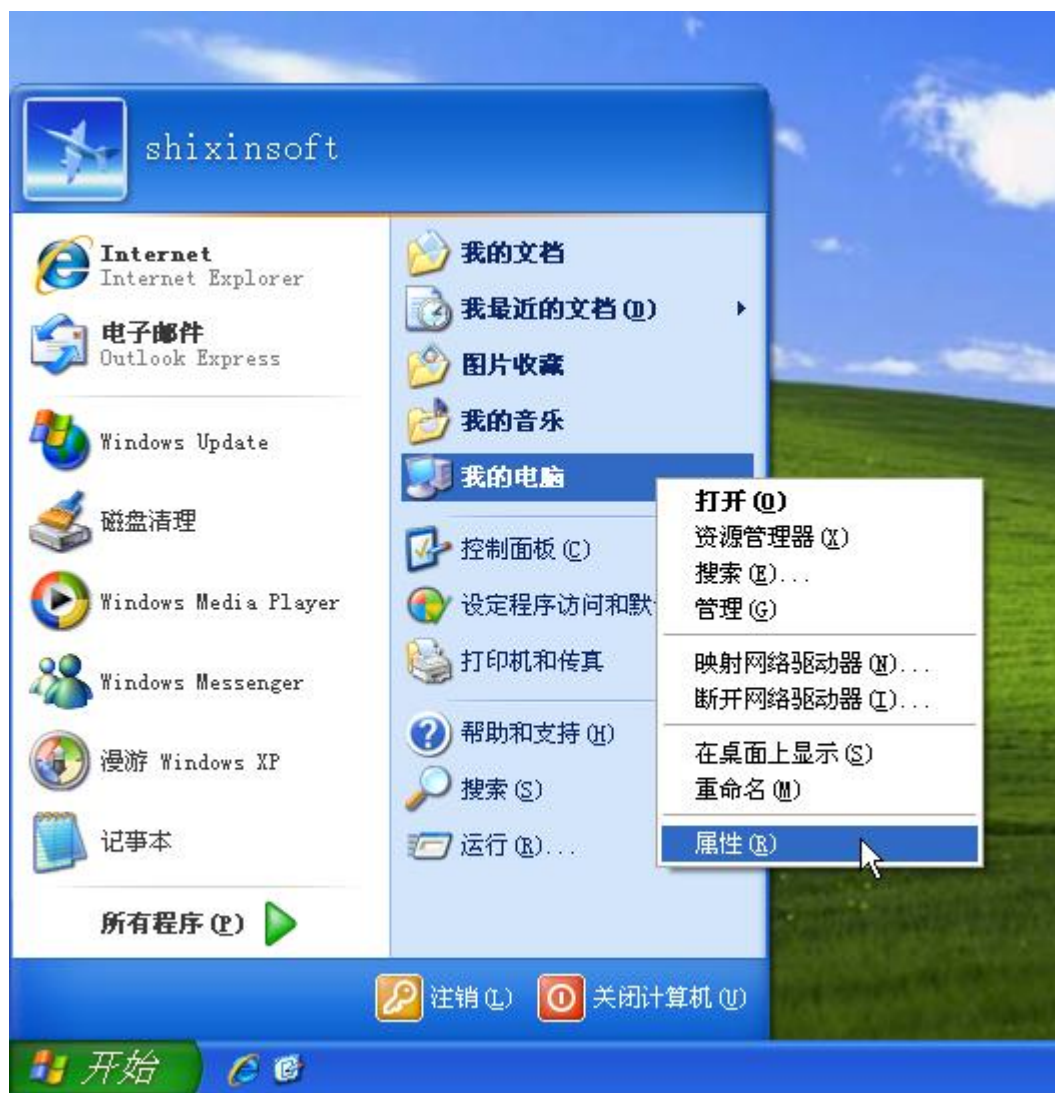 shixinsoft
Internet
Internet Explorer
电子邮件
Outlook Express
Windows Update
磁盘清理
Windows Media Player
Windows Messenger
漫游 Windows XP
记事本
所有程序(P)
我的文档
我最近的文档(D)
图片收藏
我的音乐
我的电脑
控制面板(C)
设定程序访问和默
打印机和传真
帮助和支持(H)
搜索(S)
运行(R)...
打开(O)
资源管理器(X)
搜索(E)...
管理(G)
映射网络驱动器(N)...
断开网络驱动器(I)...
在桌面上显示(S)
重命名(M)
属性(R)
注销(L)
关闭计算机(U)
开始